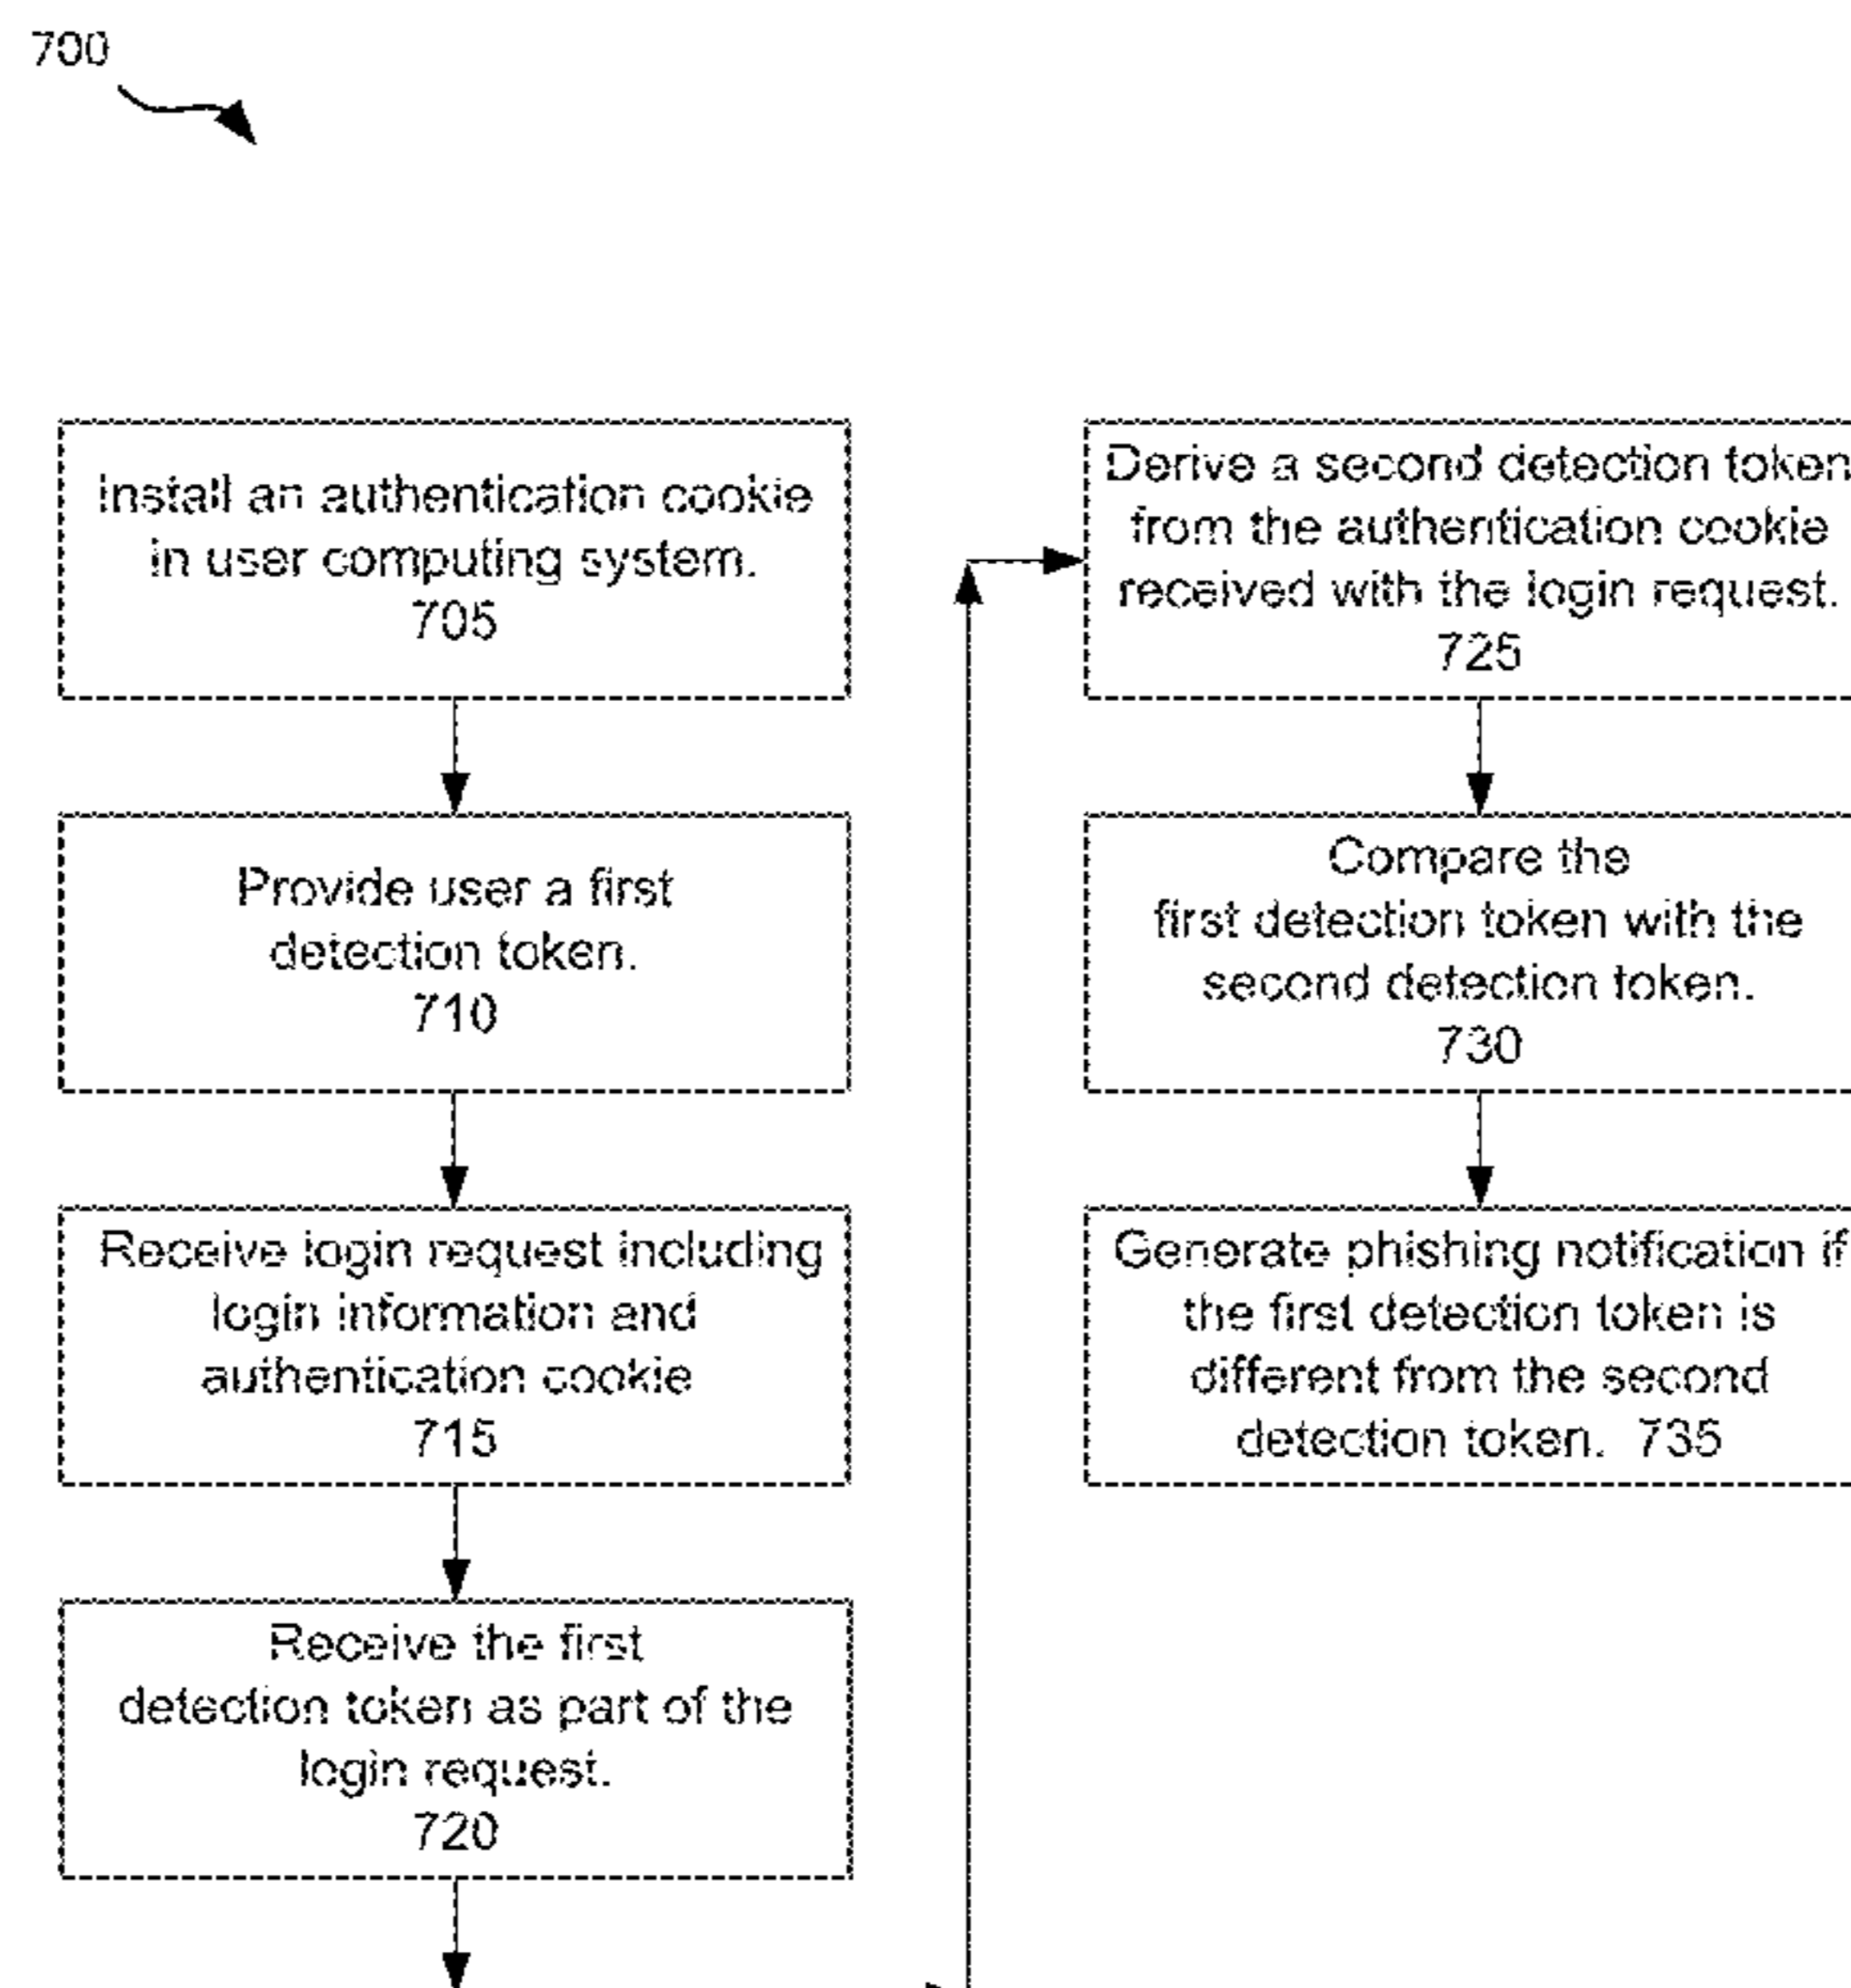 700
Install an authentication cookie
in user computing system.
705
Provide user a first
detection token.
710
Receive login request including
login information and
authentication cookie
715
Receive the first
detection token as part of the
login request.
720
Derive a second detection token
from the authentication cookie
received with the login request.
725
Compare the
first detection token with the
second detection token.
730
Generate phishing notification if
the first detection token is
different from the second
detection token. 735